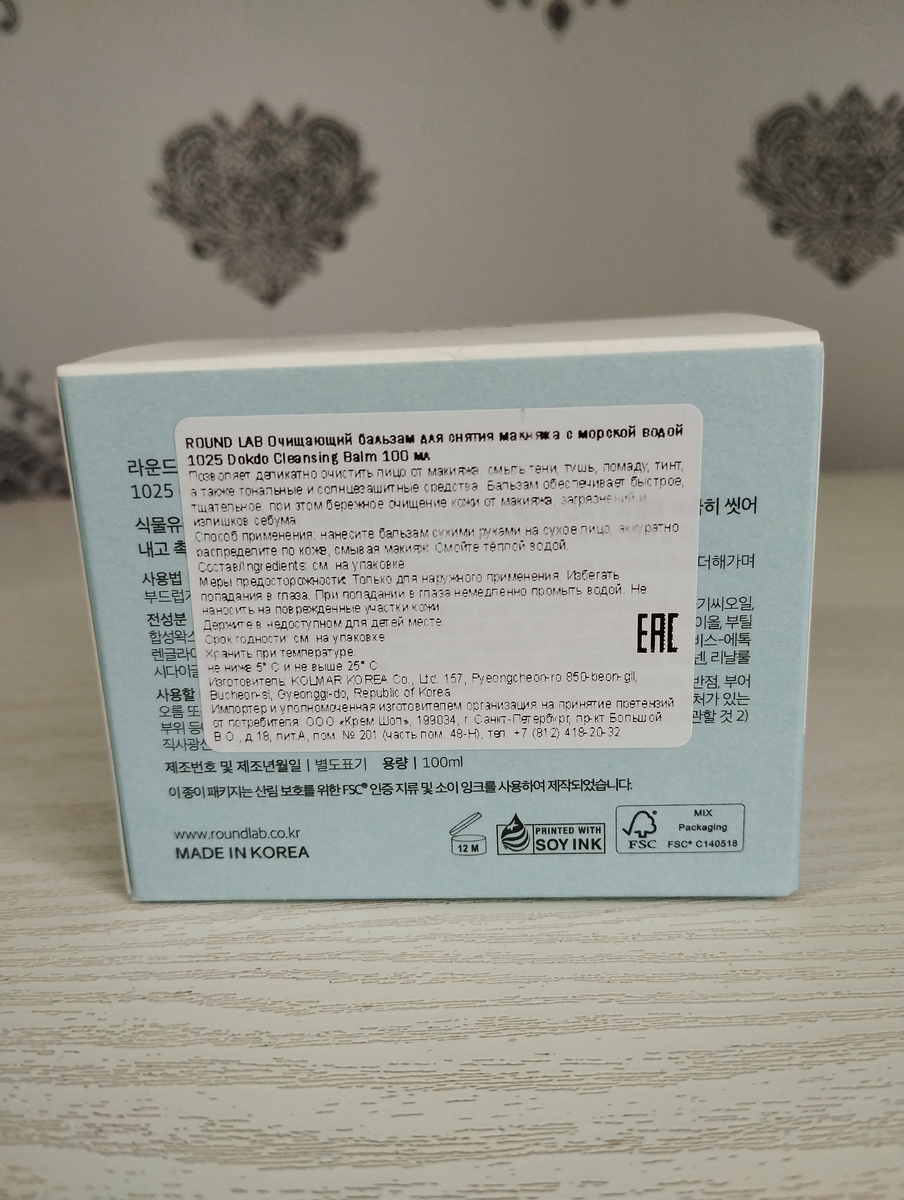 ROUND LAB Очищающий бальзам для снятия макияжа с морской водой
1025 Dokdo Cleansing Balm 100 мл
Позволяет деликатно очистить лицо от макияжа: смыть тени, тушь, помаду, тинт,
а также тональные и солнцезащитные средства. Бальзам обеспечивает быстрое,
тщательное, при этом бережное очищение кожи от макияжа, загрязнений и
излишков себума
Способ применения: нанесите бальзам сухими руками на сухое лицо, аккуратно
распределите по коже, смывая макияж. Смойте тёплой водой.
Состав/Ingredients: см. на упаковке
Меры предосторожности: Только для наружного применения. Избегать
попадания в глаза. При попадании в глаза немедленно промыть водой. Не
наносить на поврежденные участки кожи.
Держите в недоступном для детей месте
Срок годности: см. на упаковке
Хранить при температуре:
не ниже 5° C и не выше 25° C
Изготовитель: KOLMAR KOREA Co., Ltd. 157, Pyeongcheon-ro 850-beon-gil,
Bucheon-si, Gyeonggi-do, Republic of Korea
Импортер и уполномоченная изготовителем организация на принятие претензий
от потребителя: ООО «Крем Шоп», 199034, г. Санкт-Петербург, пр-кт Большой
В.О., д.18, лит.А, пом. № 201 (часть пом. 48-Н), тел. +7 (812) 418-20-32
EAC
라운드
1025
식물유
히 씻어
내고 촉
사용법
더해가며
부드럽게
전성분
기씨오일,
합성왁스
이올, 부틸
렌글라이
비스-에톡
시다이글
넨, 리날룰
사용할
반점, 부어
오름 또
처가 있는
부위 등에
관할 것 2)
직사광선
제조번호 및 제조년월일 | 별도표기 용량 | 100ml
이 종이 패키지는 산림 보호를 위한 FSC® 인증 지류 및 소이 잉크를 사용하여 제작되었습니다.
www.roundlab.co.kr
MADE IN KOREA
12 M
PRINTED WITH
SOY INK
FSC
MIX
Packaging
FSC® C140518